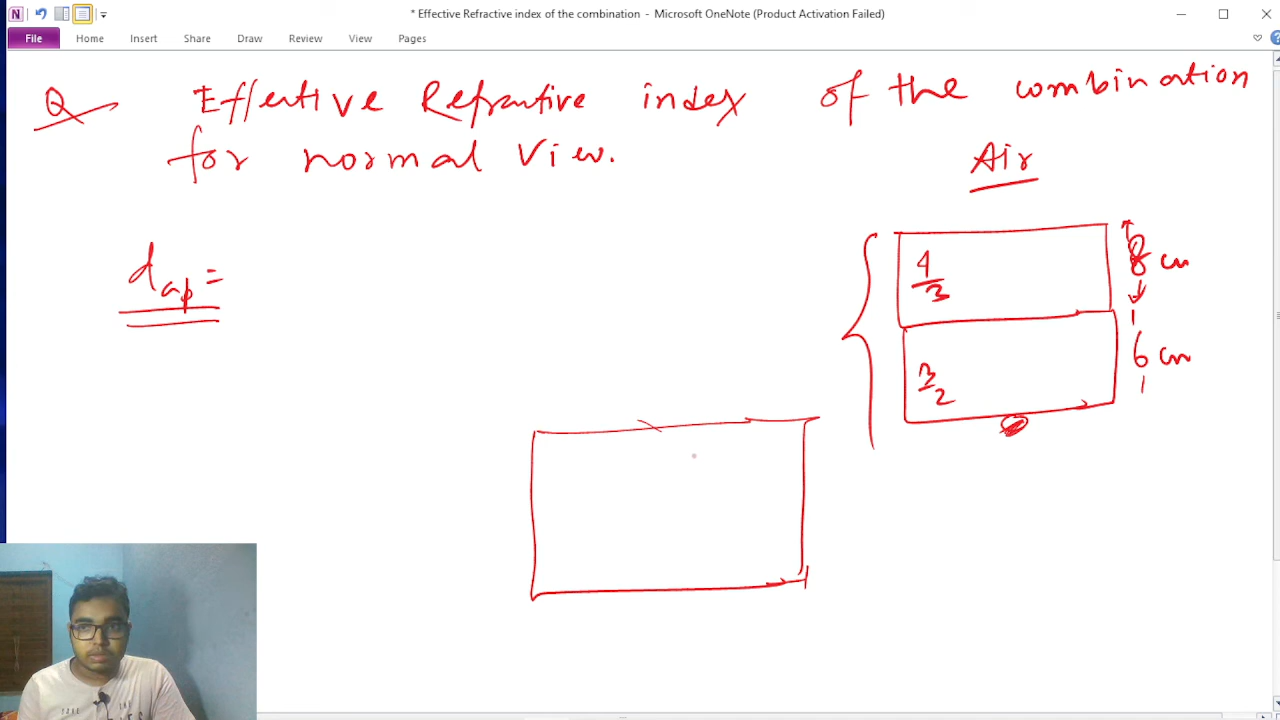 * Effective Refractive index of the combination - Microsoft OneNote (Product Activation Failed)
File Home Insert Share Draw Review View Pages
Q Effective Refractive index of the combination
for normal view.
Air
d_ap =
4/3
8 cm
3/2
6 cm